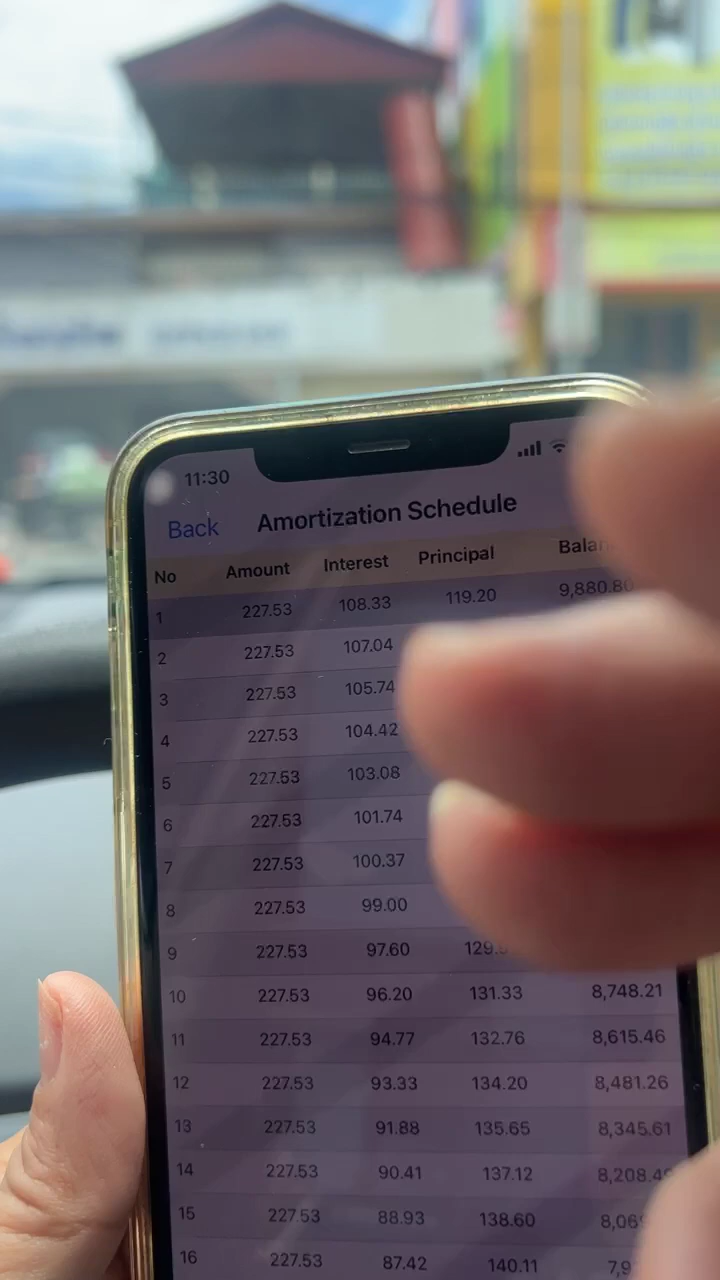 11:30
Back Amortization Schedule
No Amount Interest Principal
1 227.53 108.33 119.20 9,880.80
2 227.53 107.04
3 227.53 105.74
4 227.53 104.42
5 227.53 103.08
6 227.53 101.74
7 227.53 100.37
8 227.53 99.00
9 227.53 97.60
10 227.53 96.20 131.33 8,748.21
11 227.53 94.77 132.76 8,615.46
12 227.53 93.33 134.20 8,481.26
13 227.53 91.88 135.65 8,345.61
14 227.53 90.41 137.12 8,208.49
15 227.53 88.93 138.60
16 227.53 87.42 140.11